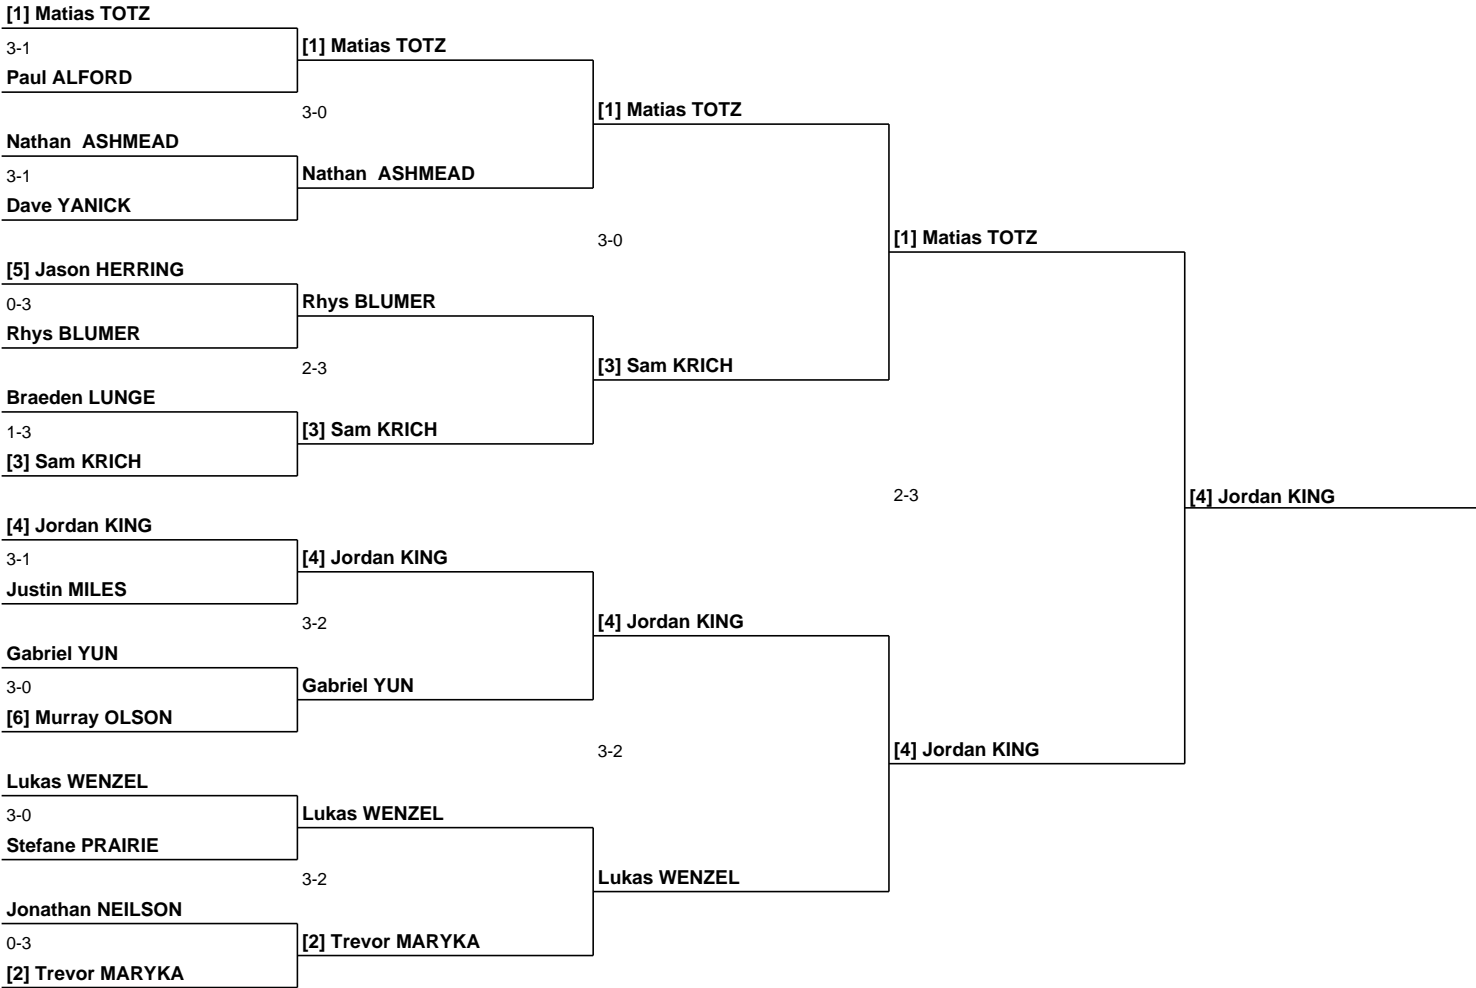 [1] Matias TOTZ
3-1
[1] Matias TOTZ
Paul ALFORD
3-0
[1] Matias TOTZ
Nathan  ASHMEAD
3-1
Nathan  ASHMEAD
Dave YANICK
3-0
[1] Matias TOTZ
[5] Jason HERRING
0-3
Rhys BLUMER
Rhys BLUMER
2-3
[3] Sam KRICH
Braeden LUNGE
1-3
[3] Sam KRICH
[3] Sam KRICH
2-3
[4] Jordan KING
[4] Jordan KING
3-1
[4] Jordan KING
Justin MILES
3-2
[4] Jordan KING
Gabriel YUN
3-0
Gabriel YUN
[6] Murray OLSON
3-2
[4] Jordan KING
Lukas WENZEL
3-0
Lukas WENZEL
Stefane PRAIRIE
3-2
Lukas WENZEL
Jonathan NEILSON
0-3
[2] Trevor MARYKA
[2] Trevor MARYKA